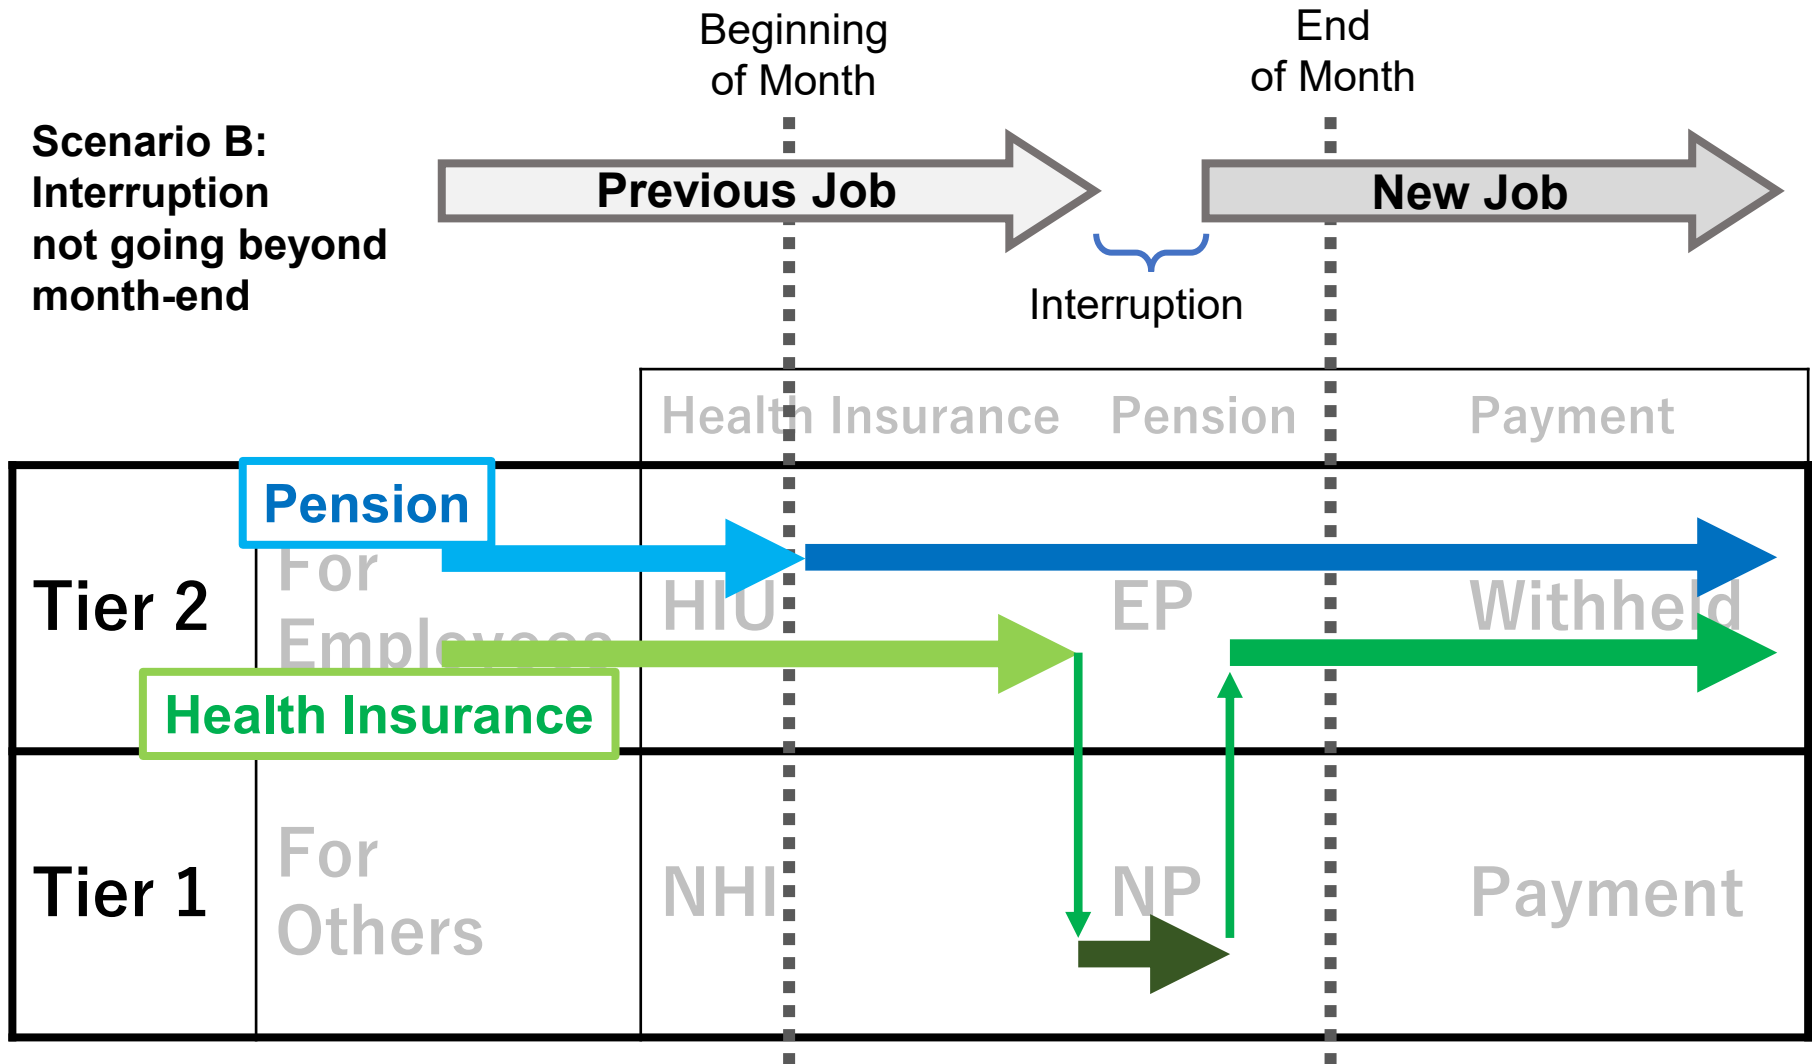 Beginning
of Month
End
of Month
Scenario B:
Interruption
not going beyond
month-end
Previous Job
New Job
Interruption
Health Insurance
Pension
Payment
Pension
Tier 2
For
Employees
HIU
EP
Withheld
Health Insurance
Tier 1
For
Others
NHI
NP
Payment